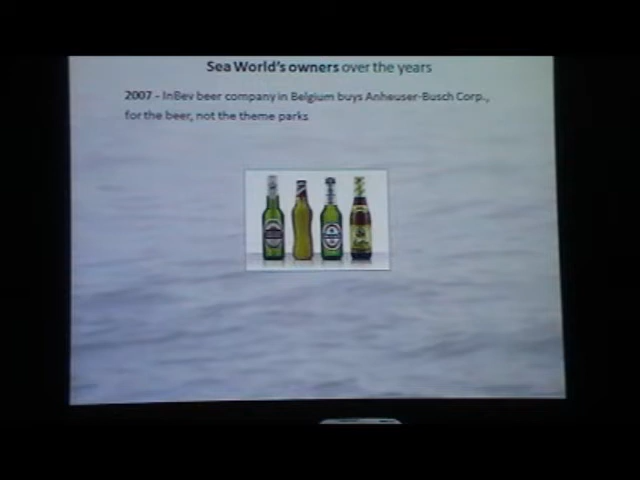 Sea World's owners over the years
2007 - InBev beer company in Belgium buys Anheuser-Busch Corp.,
for the beer, not the theme parks